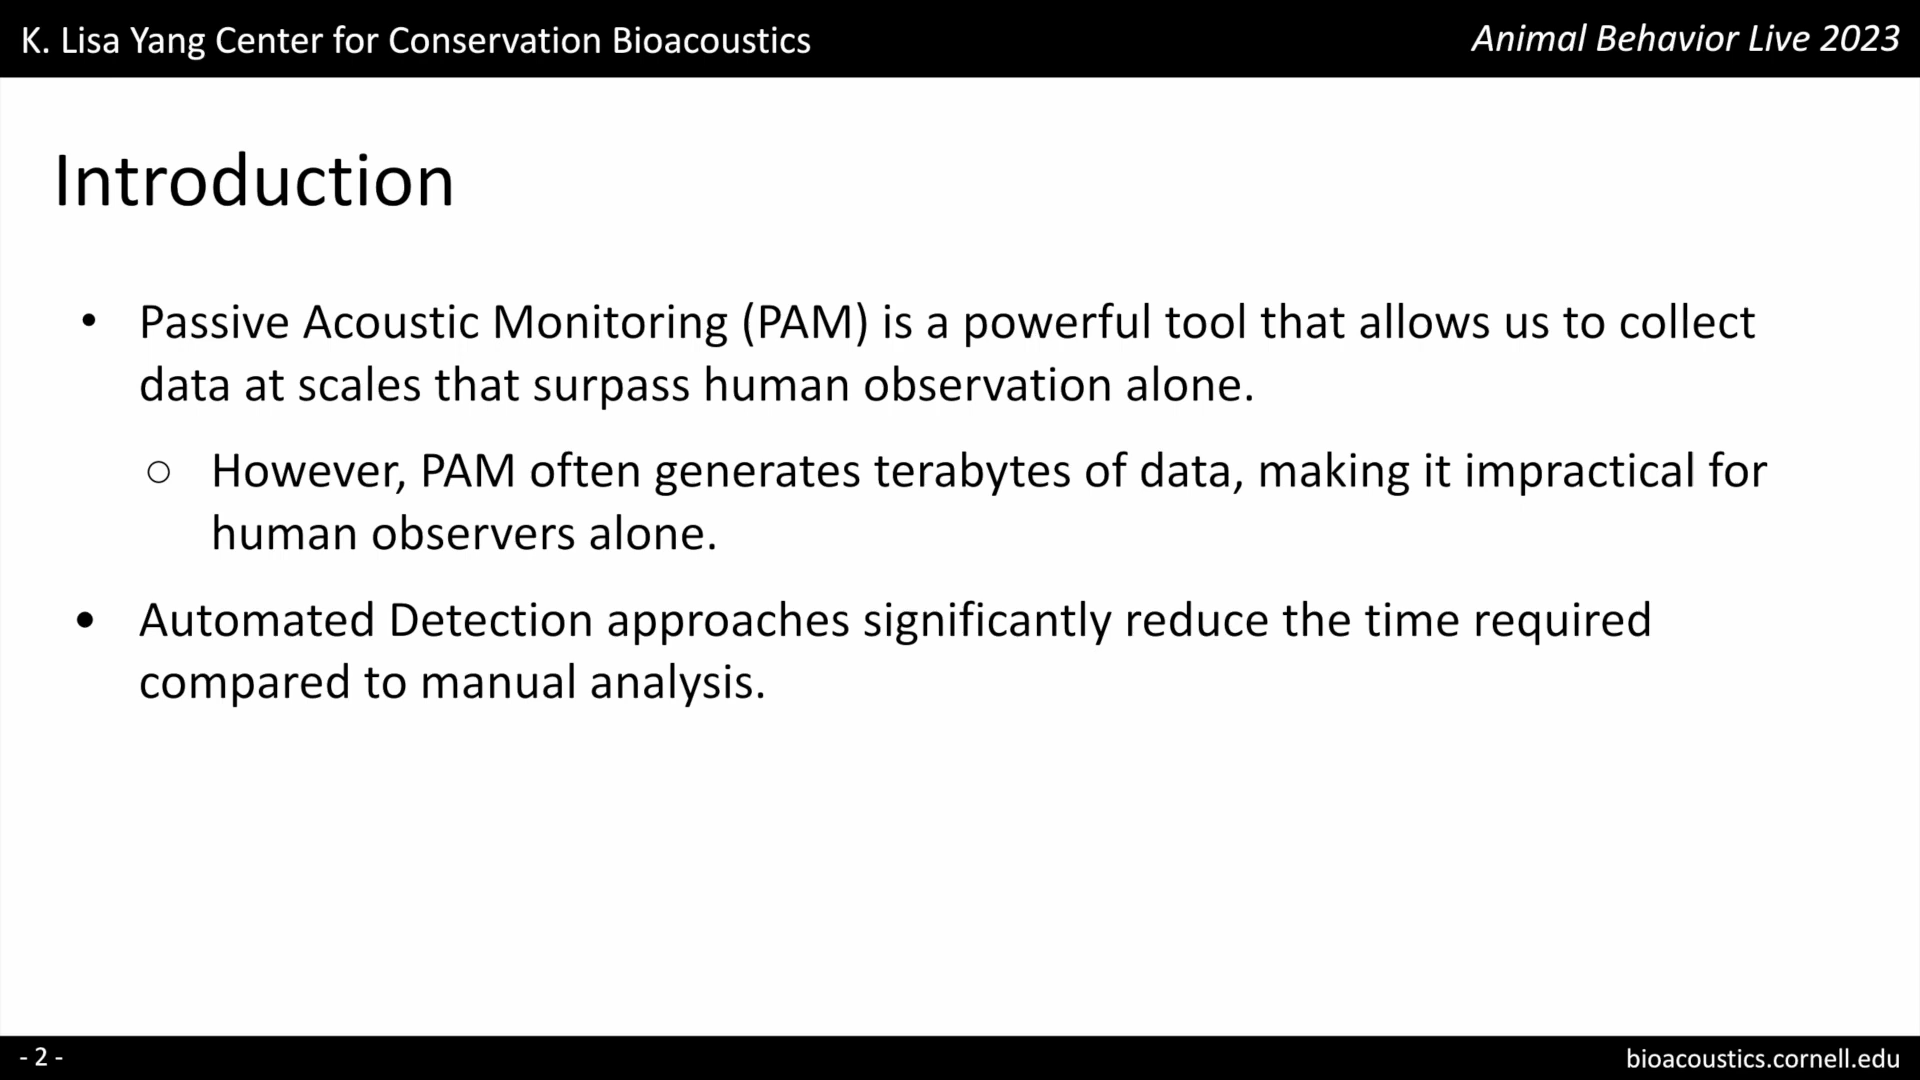 K. Lisa Yang Center for Conservation Bioacoustics
Animal Behavior Live 2023
Introduction
• Passive Acoustic Monitoring (PAM) is a powerful tool that allows us to collect
data at scales that surpass human observation alone.
○ However, PAM often generates terabytes of data, making it impractical for
human observers alone.
• Automated Detection approaches significantly reduce the time required
compared to manual analysis.
- 2 -
bioacoustics.cornell.edu